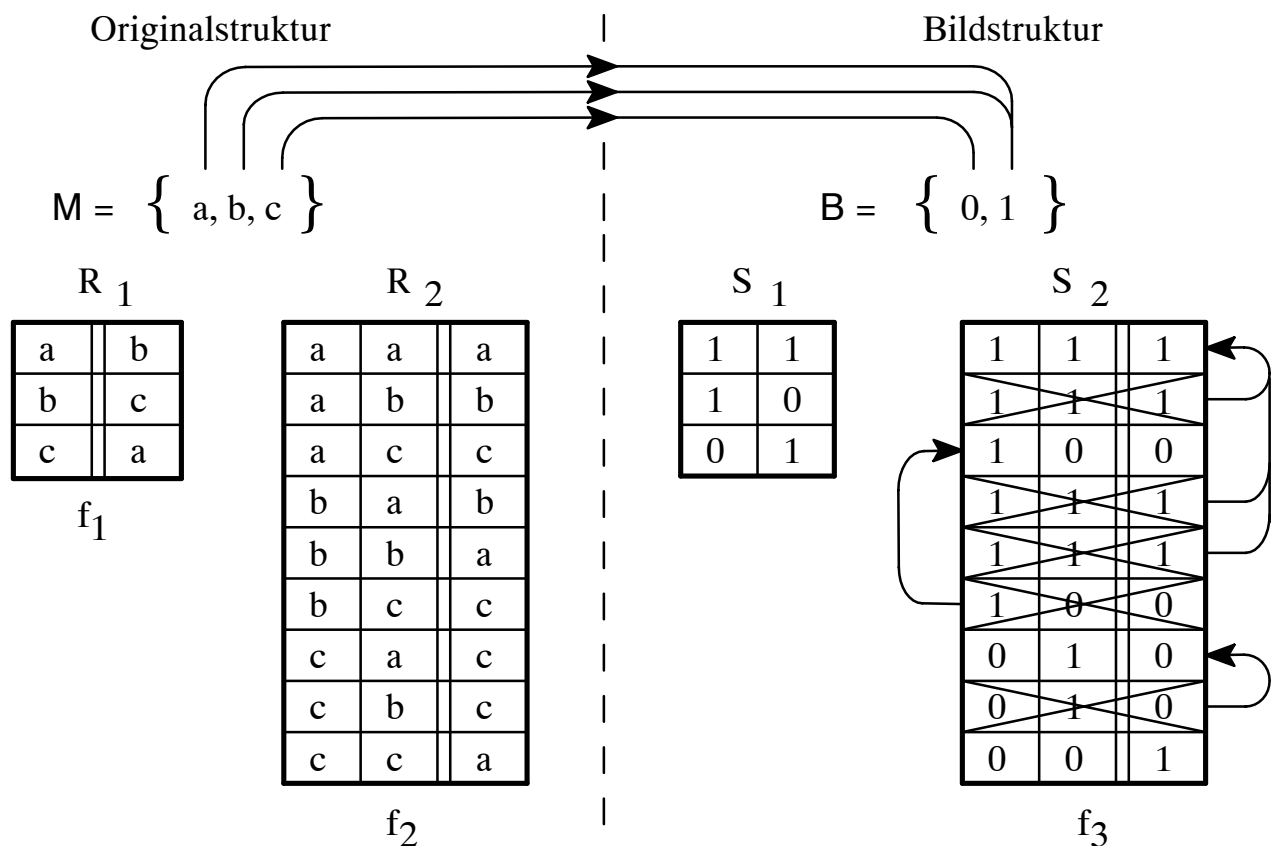 Originalstruktur
Bildstruktur
M = { a, b, c }
B = { 0, 1 }
R 1
a b
b c
c a
f1
R 2
a a a
a b b
a c c
b a b
b b a
b c c
c a c
c b c
c c a
f2
S 1
1 1
1 0
0 1
S 2
1 1 1
1 1 1
1 0 0
1 1 1
1 1 1
1 0 0
0 1 0
0 1 0
0 0 1
f3